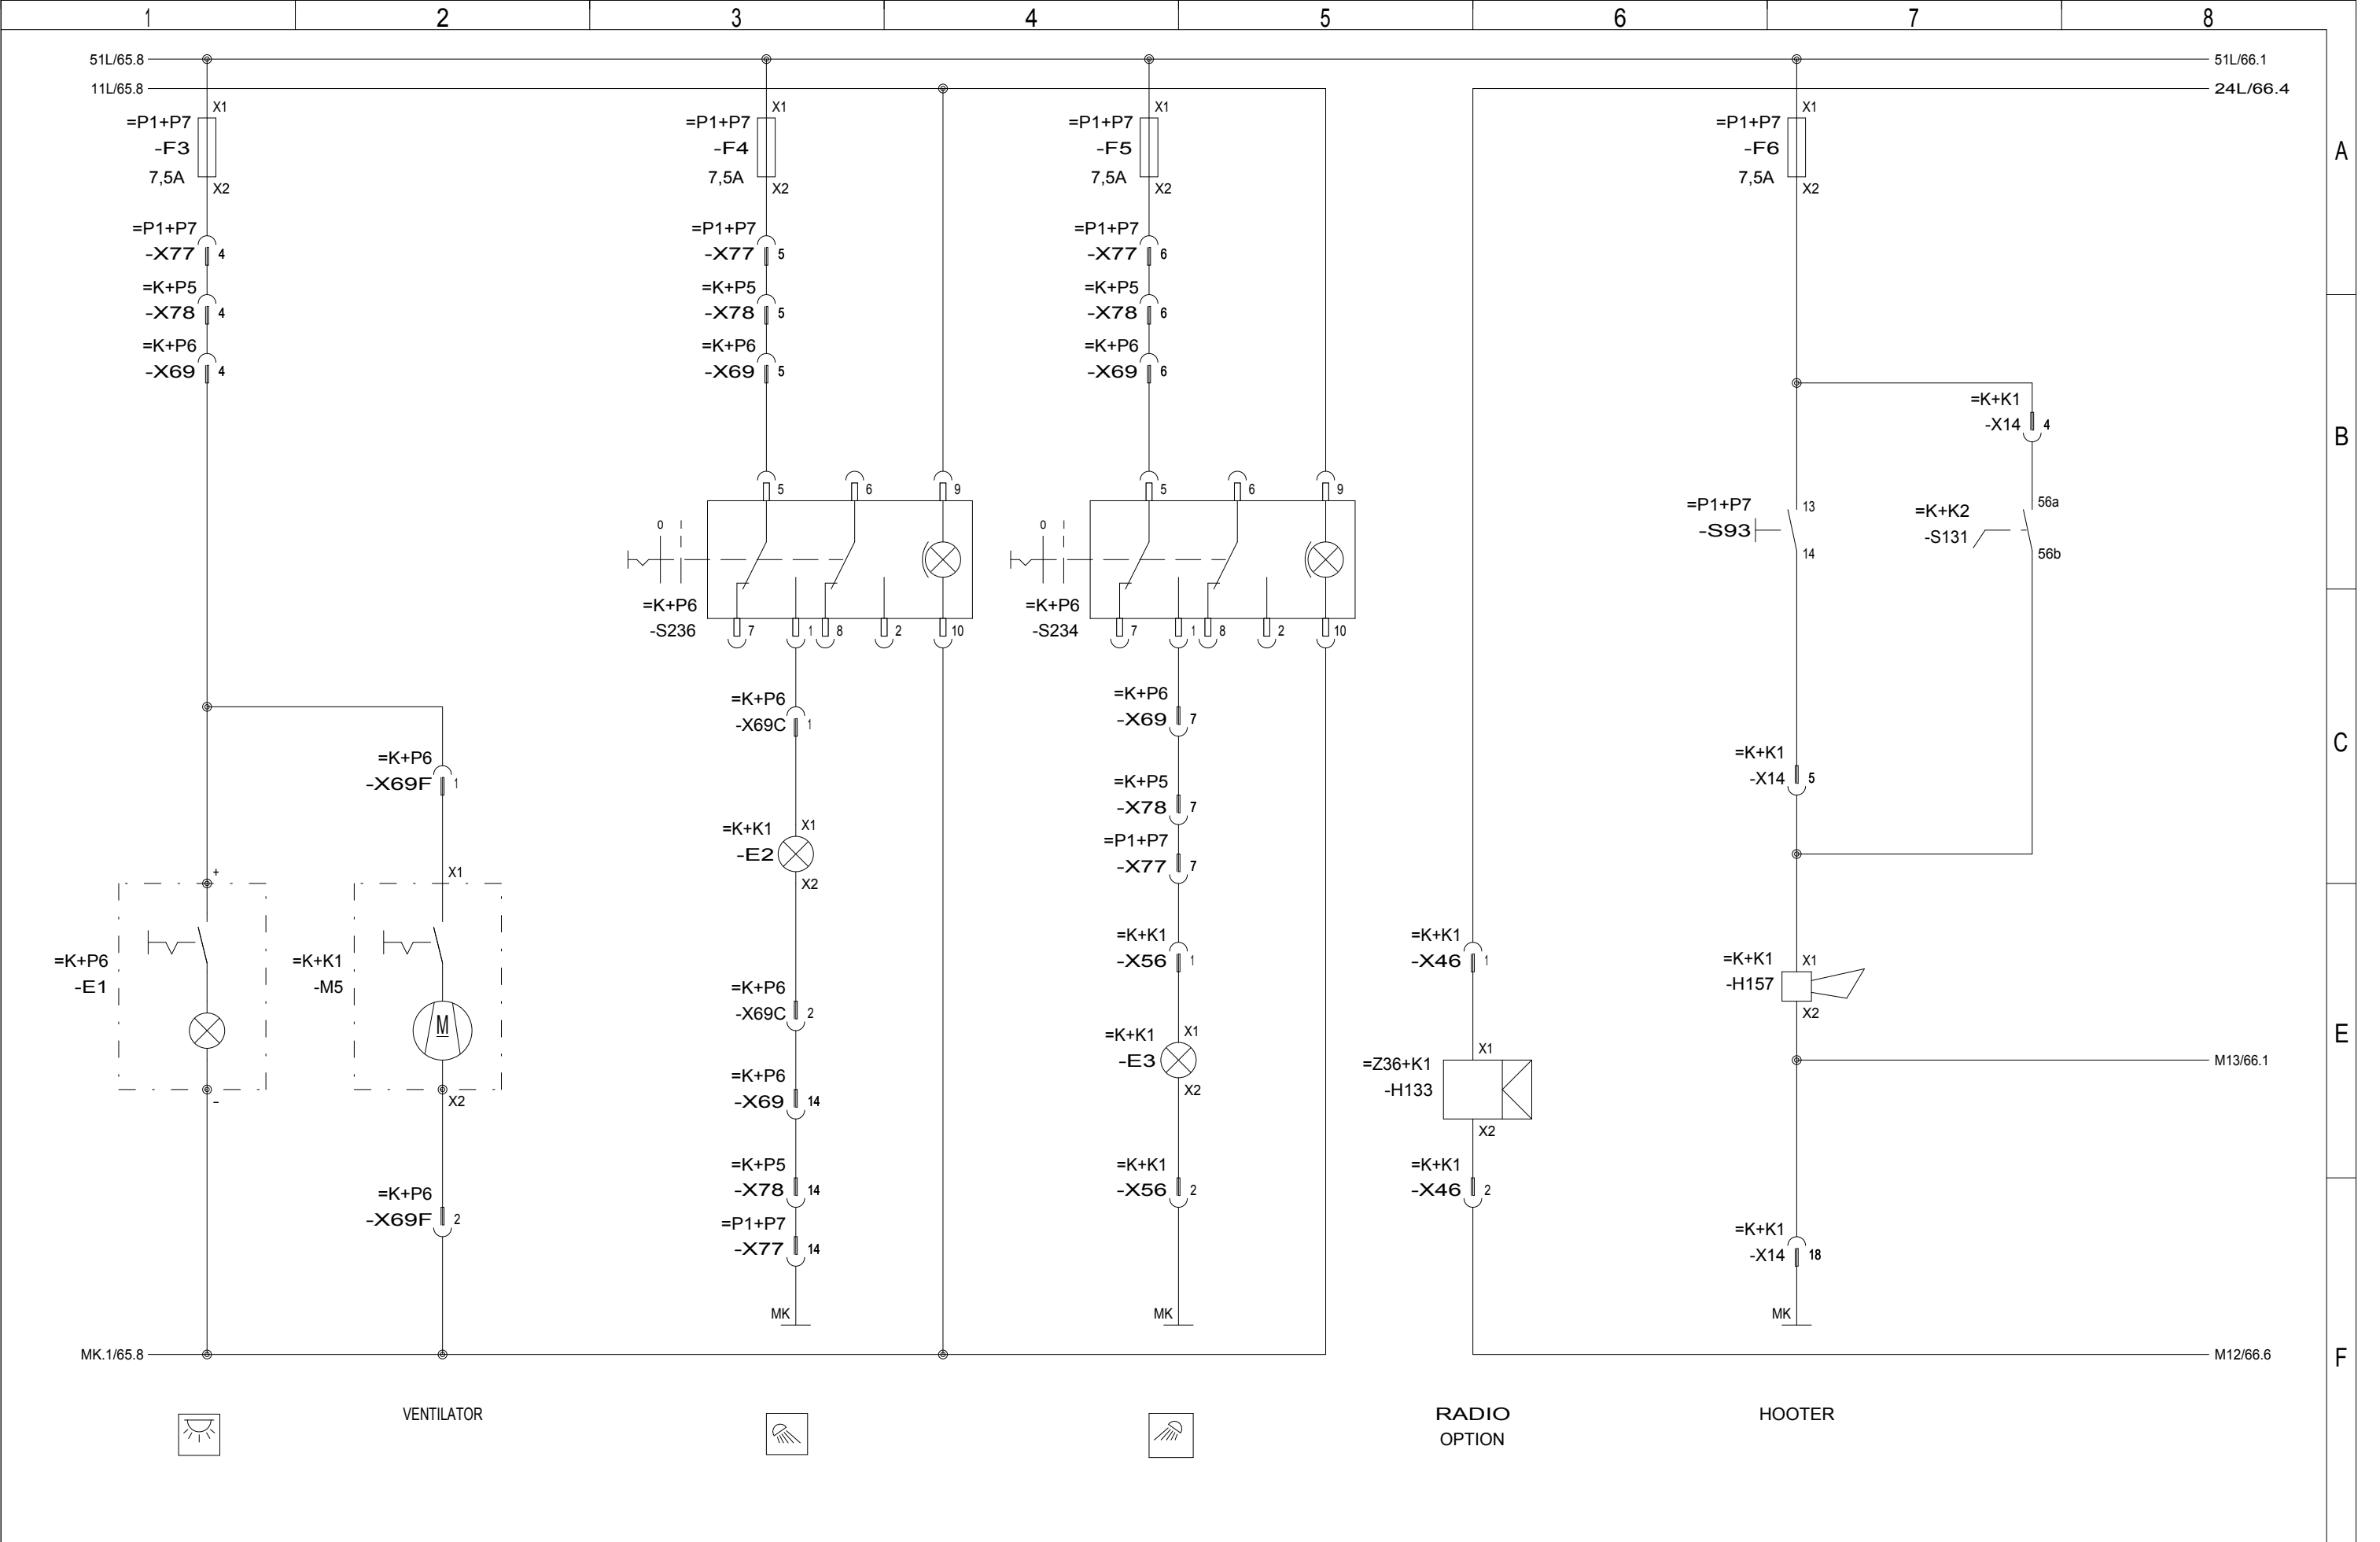 1 2 3 4 5 6 7 8
51L/65.8 51L/66.1
11L/65.8 24L/66.4
X1 X1 X1 X1
=P1+P7 =P1+P7 =P1+P7 =P1+P7
-F3 -F4 -F5 -F6 A
7,5A 7,5A 7,5A 7,5A
X2 X2 X2 X2
=P1+P7 =P1+P7 =P1+P7
-X77 4 -X77 5 -X77 6
=K+P5 =K+P5 =K+P5
-X78 4 -X78 5 -X78 6
=K+P6 =K+P6 =K+P6
-X69 4 -X69 5 -X69 6
=K+K1
-X14 4 B
5 6 9 5 6 9
=P1+P7 13 =K+K2 56a
0 I 0 I
-S93 -S131
14 56b
=K+P6 =K+P6
-S236 7 1 8 2 10 -S234 7 1 8 2 10
=K+P6 =K+P6
-X69C 1 -X69 7
C
=K+P6 =K+K1
-X69F 1 -X14 5
=K+P5
-X78 7
=K+K1 X1
-E2
X2
=P1+P7
-X77 7
+ X1
=K+K1 =K+K1
-X56 1 -X46 1
=K+P6 =K+K1 =K+K1 X1
-E1 -M5 -H157
X2
M
=K+P6
-X69C 2
=K+K1 X1 E
-E3
X2
X1
=Z36+K1 M13/66.1
-H133
X2
=K+P6
-X69 14
- X2
=K+P5 =K+K1 =K+K1
-X78 14 -X56 2 -X46 2
=K+P6
-X69F 2
=P1+P7 =K+K1
-X77 14 -X14 18
MK MK MK
MK.1/65.8 M12/66.6 F
VENTILATOR RADIO HOOTER
OPTION